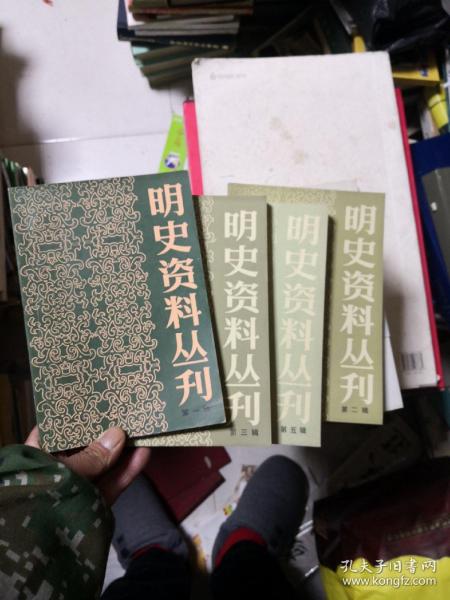 明史资料丛刊
第一辑
明史资料丛刊
第三辑
明史资料丛刊
第五辑
明史资料丛刊
第二辑
孔夫子旧书网
www.kongfz.com